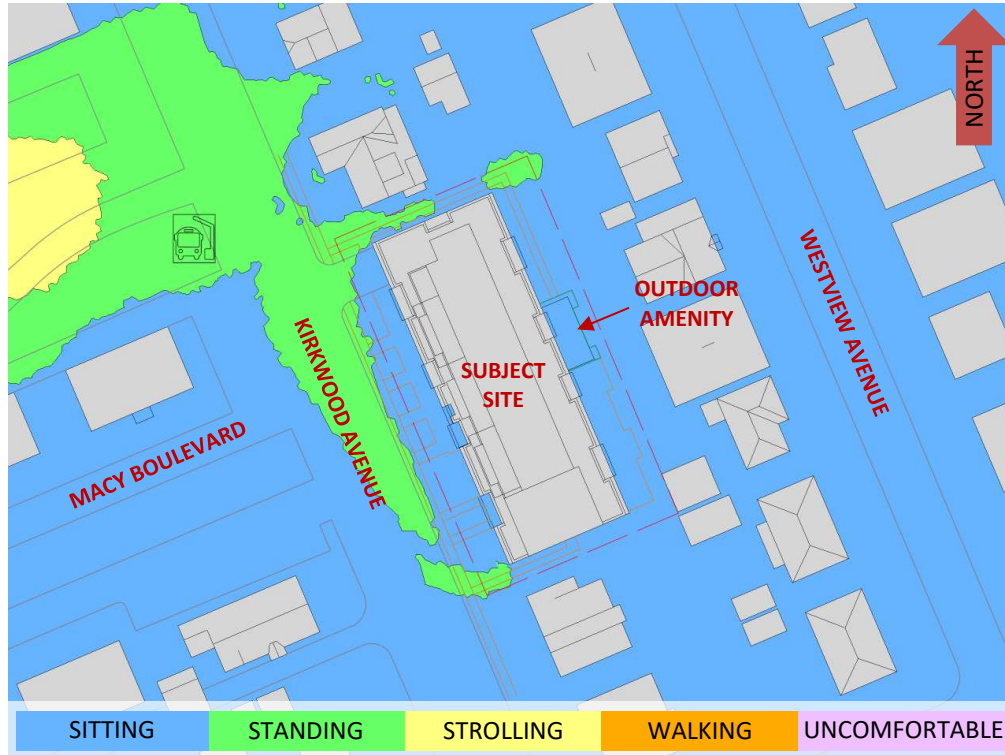 NORTH
WESTVIEW AVENUE
OUTDOOR
AMENITY
KIRKWOOD AVENUE
SUBJECT
SITE
MACY BOULEVARD
SITTING
STANDING
STROLLING
WALKING
UNCOMFORTABLE